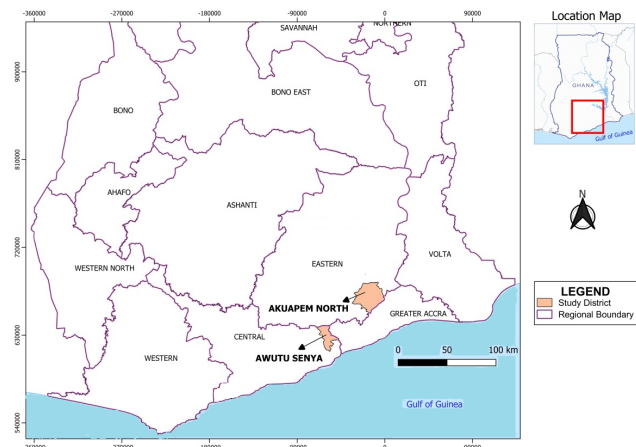 -360000 -270000 -180000 -90000 0 90000
Location Map
SAVANNAH
NORTHERN
GHANA
Gulf of Guinea
900000
BONO
BONO EAST
OTI
810000
AHAFO
ASHANTI
N
720000
WESTERN NORTH
EASTERN
VOLTA
LEGEND
Study District
Regional Boundary
AKUAPEM NORTH
GREATER ACCRA
630000
CENTRAL
WESTERN
AWUTU SENYA
0 50 100 km
Gulf of Guinea
540000